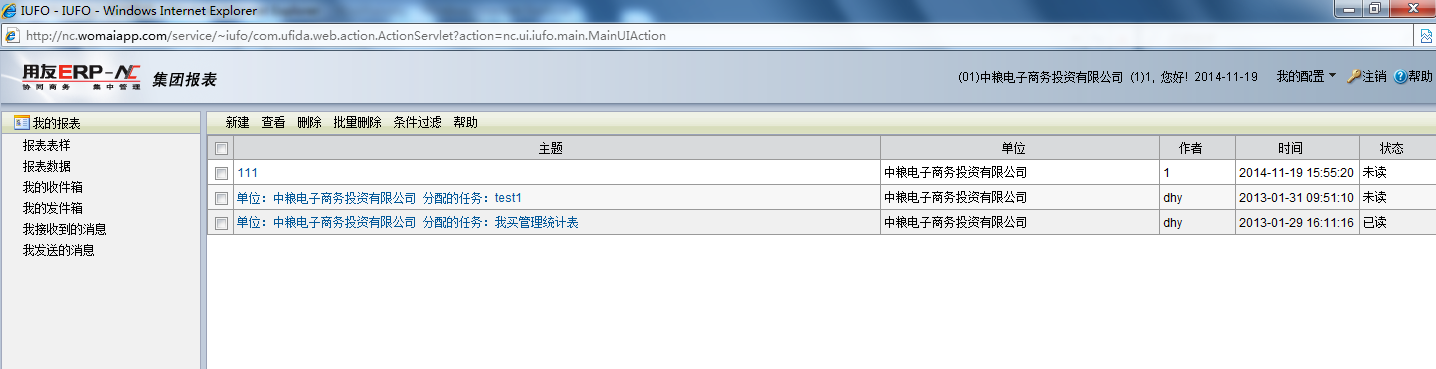 IUFO - IUFO - Windows Internet Explorer
http://nc.womaiapp.com/service/~iufo/com.ufida.web.action.ActionServlet?action=nc.ui.iufo.main.MainUIAction
用友ERP-NC 集团报表
协同商务 集中管理
(01)中粮电子商务投资有限公司 (1)1, 您好! 2014-11-19 我的配置 注销 帮助
我的报表
报表表样
报表数据
我的收件箱
我的发件箱
我接收到的消息
我发送的消息
新建 查看 删除 批量删除 条件过滤 帮助
主题 单位 作者 时间 状态
111 中粮电子商务投资有限公司 1 2014-11-19 15:55:20 未读
单位：中粮电子商务投资有限公司 分配的任务：test1 中粮电子商务投资有限公司 dhy 2013-01-31 09:51:10 未读
单位：中粮电子商务投资有限公司 分配的任务：我买管理统计表 中粮电子商务投资有限公司 dhy 2013-01-29 16:11:16 已读